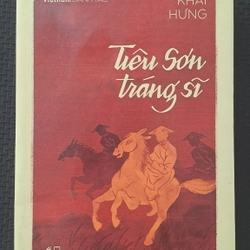 KHÁI HƯNG
Tiêu Sơn
tráng sĩ